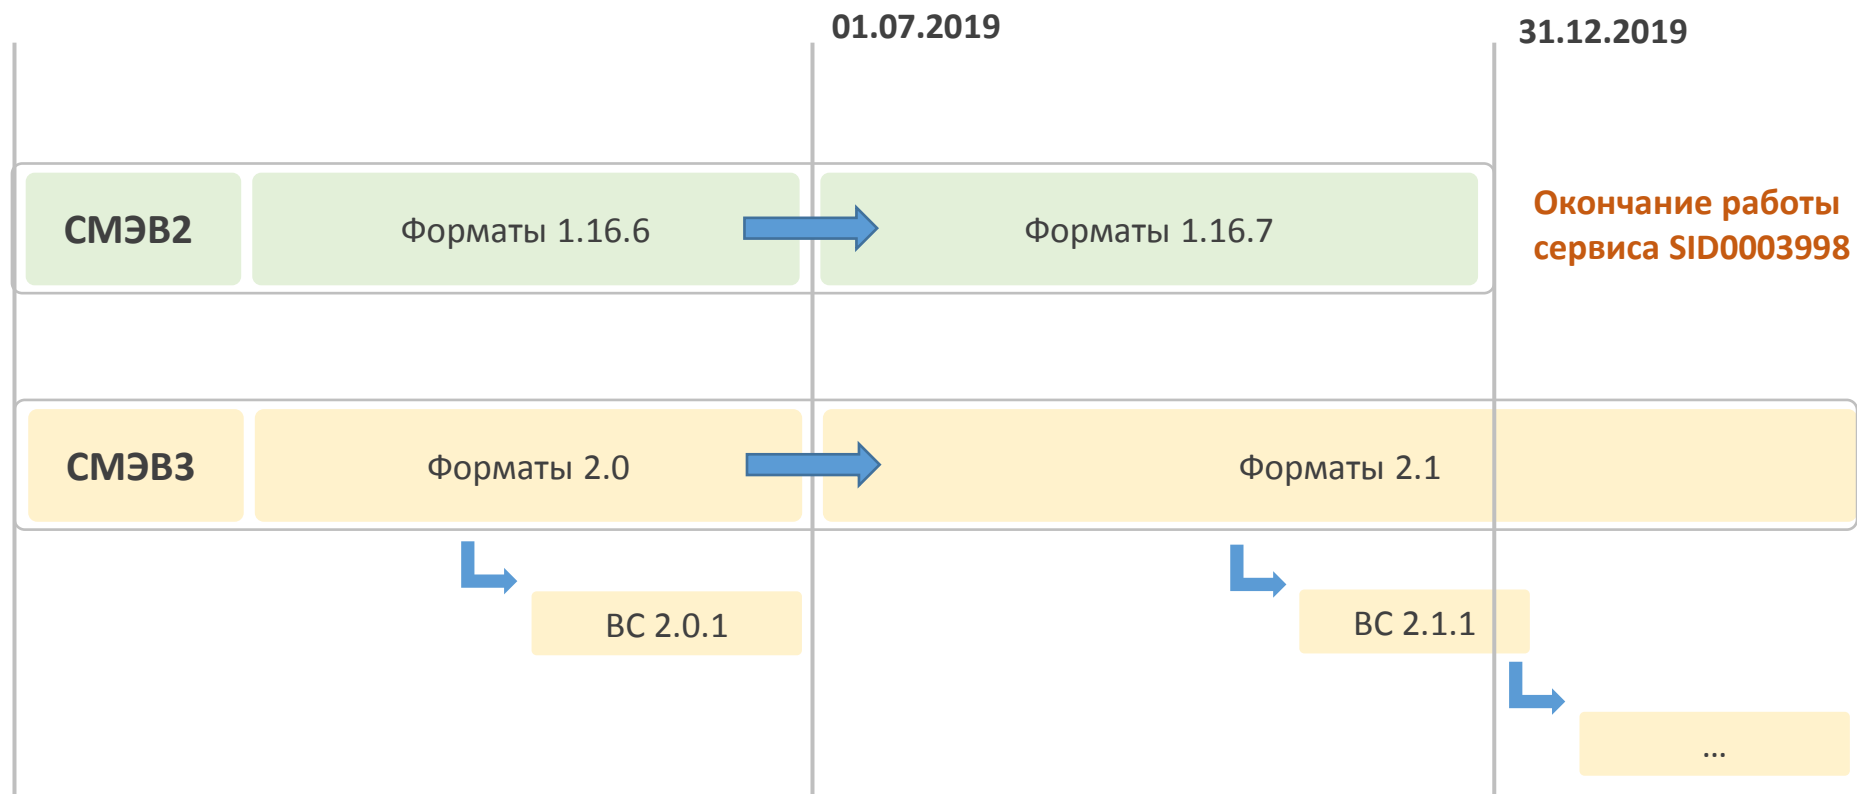 01.07.2019
31.12.2019
СМЭВ2
Форматы 1.16.6
Форматы 1.16.7
Окончание работы
сервиса SID0003998
СМЭВ3
Форматы 2.0
Форматы 2.1
ВС 2.0.1
ВС 2.1.1
...